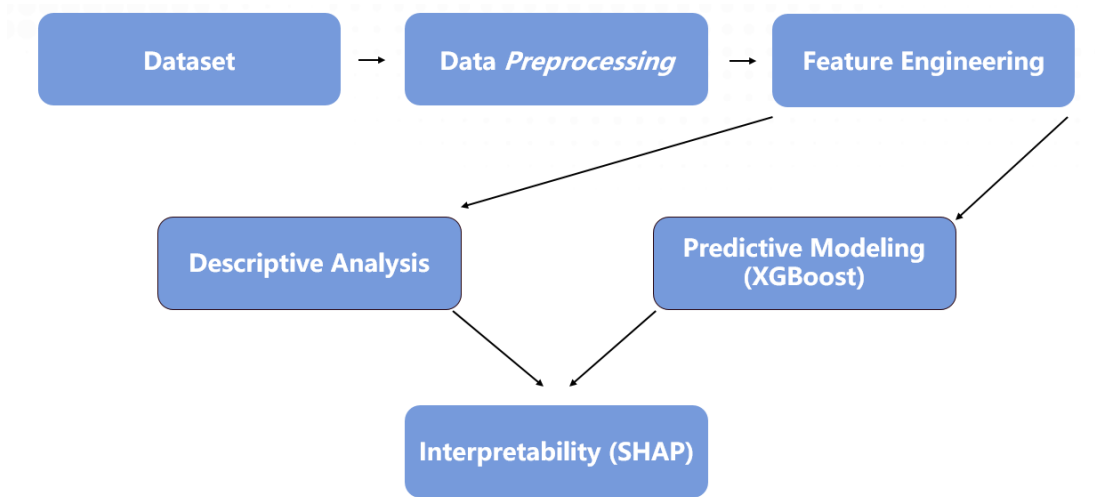 Dataset
Data Preprocessing
Feature Engineering
Descriptive Analysis
Predictive Modeling
(XGBoost)
Interpretability (SHAP)